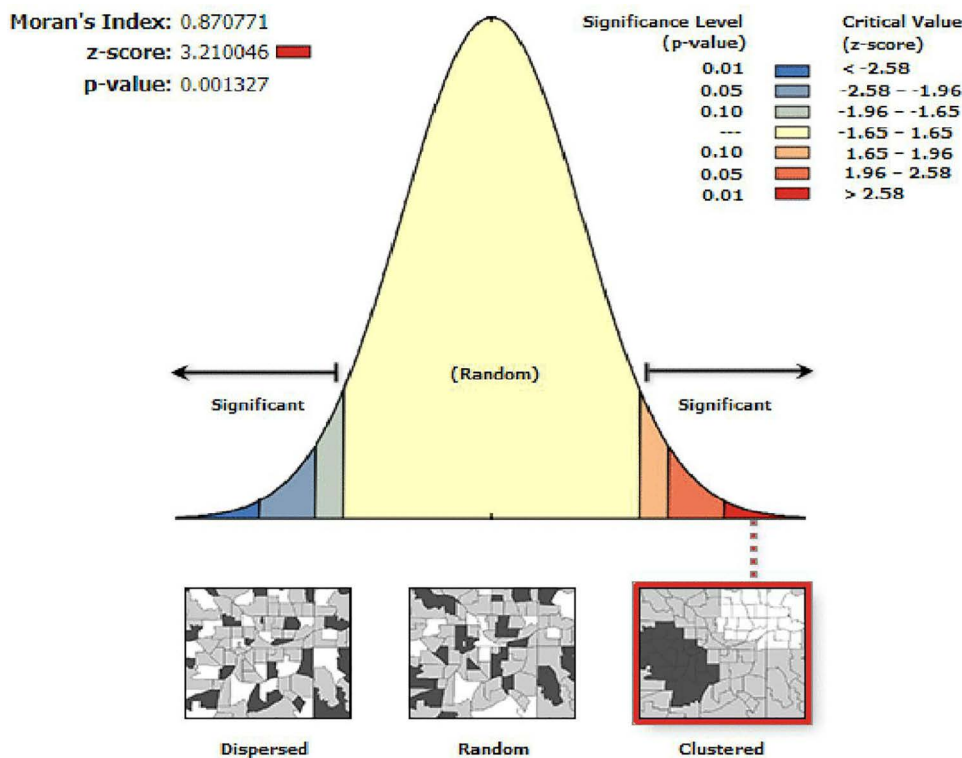 Moran's Index: 0.870771
z-score: 3.210046
p-value: 0.001327
Significance Level
(p-value)
Critical Value
(z-score)
0.01 < -2.58
0.05 -2.58 – -1.96
0.10 -1.96 – -1.65
--- -1.65 – 1.65
0.10 1.65 – 1.96
0.05 1.96 – 2.58
0.01 > 2.58
(Random)
Significant
Significant
Dispersed
Random
Clustered